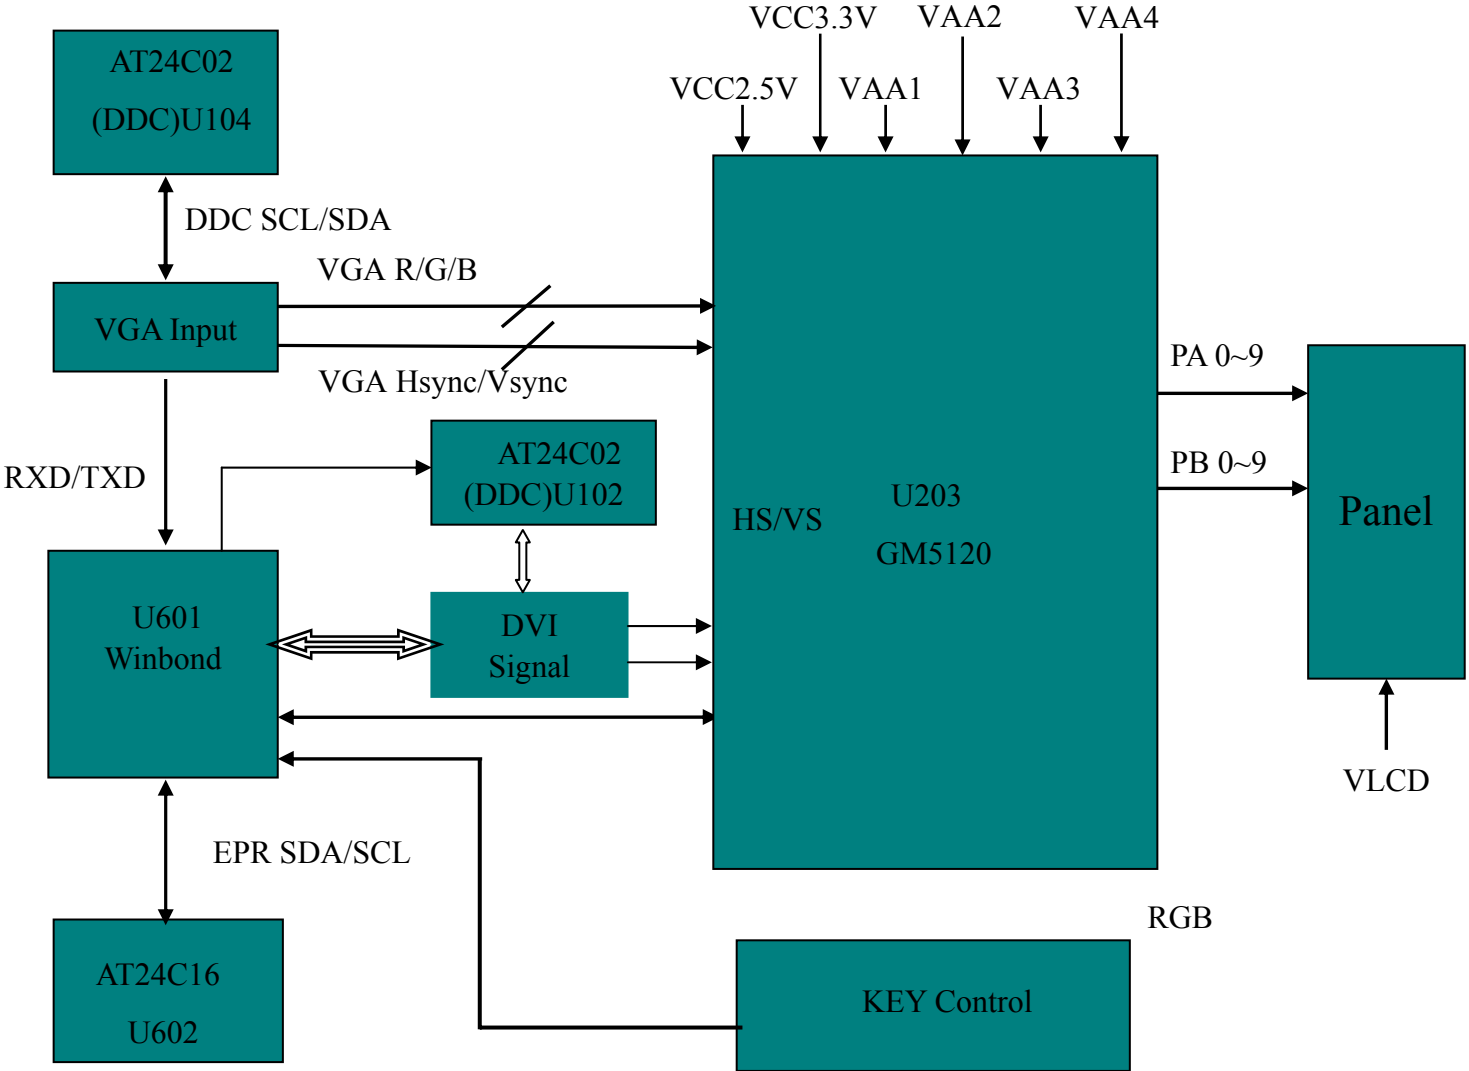 VCC3.3V
VAA2
VAA4
VCC2.5V
VAA1
VAA3
AT24C02
(DDC)U104
DDC SCL/SDA
VGA R/G/B
VGA Input
VGA Hsync/Vsync
RXD/TXD
AT24C02
(DDC)U102
HS/VS
U203
GM5120
PA 0~9
PB 0~9
Panel
U601
Winbond
DVI
Signal
VLCD
EPR SDA/SCL
RGB
AT24C16
U602
KEY Control